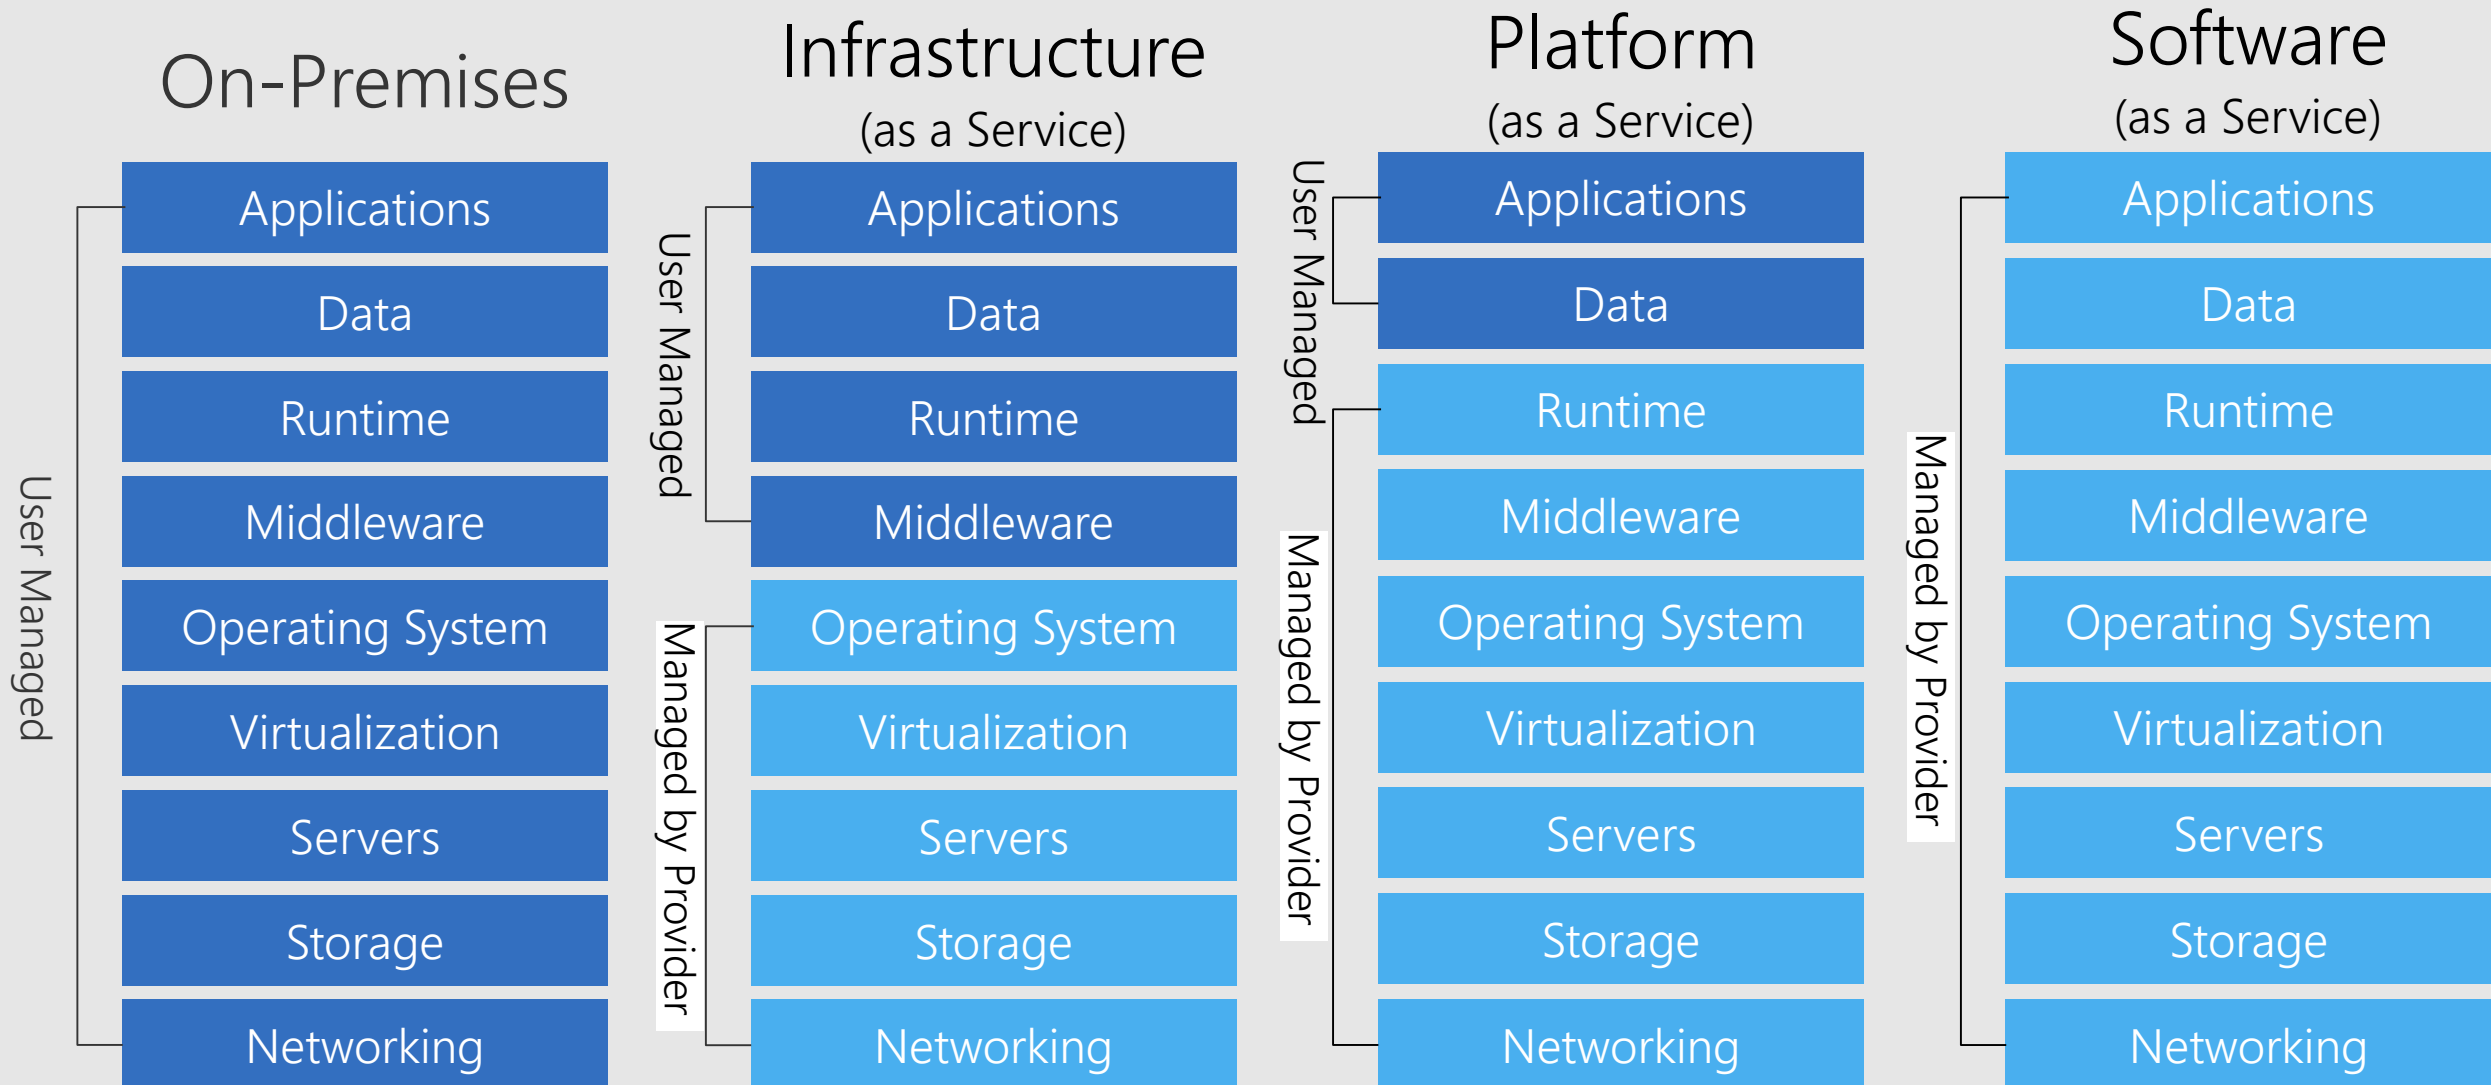 On-Premises
User Managed
Applications
Data
Runtime
Middleware
Operating System
Virtualization
Servers
Storage
Networking
Infrastructure
(as a Service)
User Managed
Managed by Provider
Applications
Data
Runtime
Middleware
Operating System
Virtualization
Servers
Storage
Networking
Platform
(as a Service)
User Managed
Managed by Provider
Applications
Data
Runtime
Middleware
Operating System
Virtualization
Servers
Storage
Networking
Software
(as a Service)
Managed by Provider
Applications
Data
Runtime
Middleware
Operating System
Virtualization
Servers
Storage
Networking